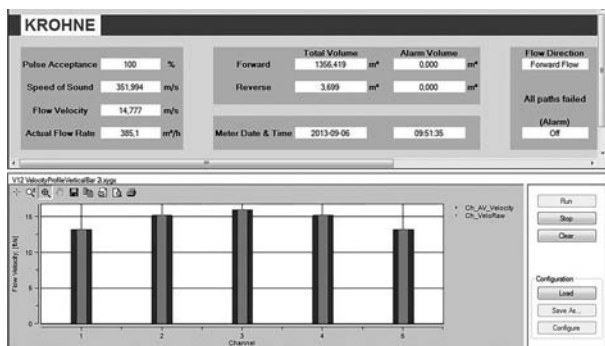 KROHNE
Total Volume Alarm Volume Flow Direction
Pulse Acceptance 100 % Forward 1356,419 m³ 0,000 m³ Forward Flow
Speed of Sound 351,994 m/s Reverse 3,699 m³ 0,000 m³
All paths failed
Flow Velocity 14,777 m/s
(Alarm)
Actual Flow Rate 385,1 m³/h Meter Date & Time 2013-09-06 09:51:35 Off
V12 VelocityProfileVerticalBar 2i.xygx
Ch_AV_Velocity
Ch_VeloRaw
Run
Stop
Clear
Flow Velocity; [ft/s]
15
10
5
0
1 2 3 4 5
Channel
Configuration
Load
Save As...
Configure